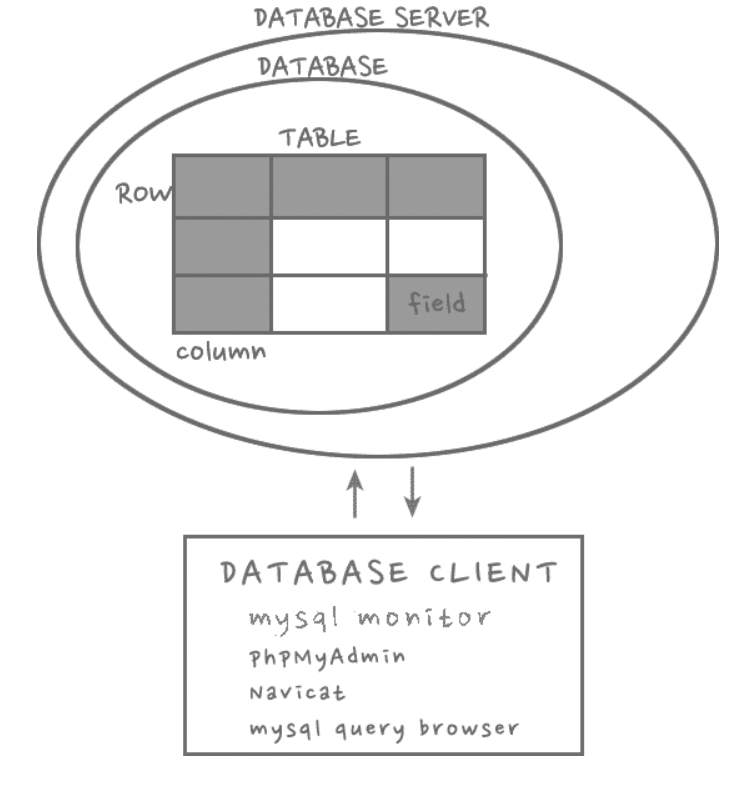 DATABASE SERVER
DATABASE
TABLE
Row
field
column
DATABASE CLIENT
mysql monitor
PhPMyAdmin
Navicat
mysql query browser